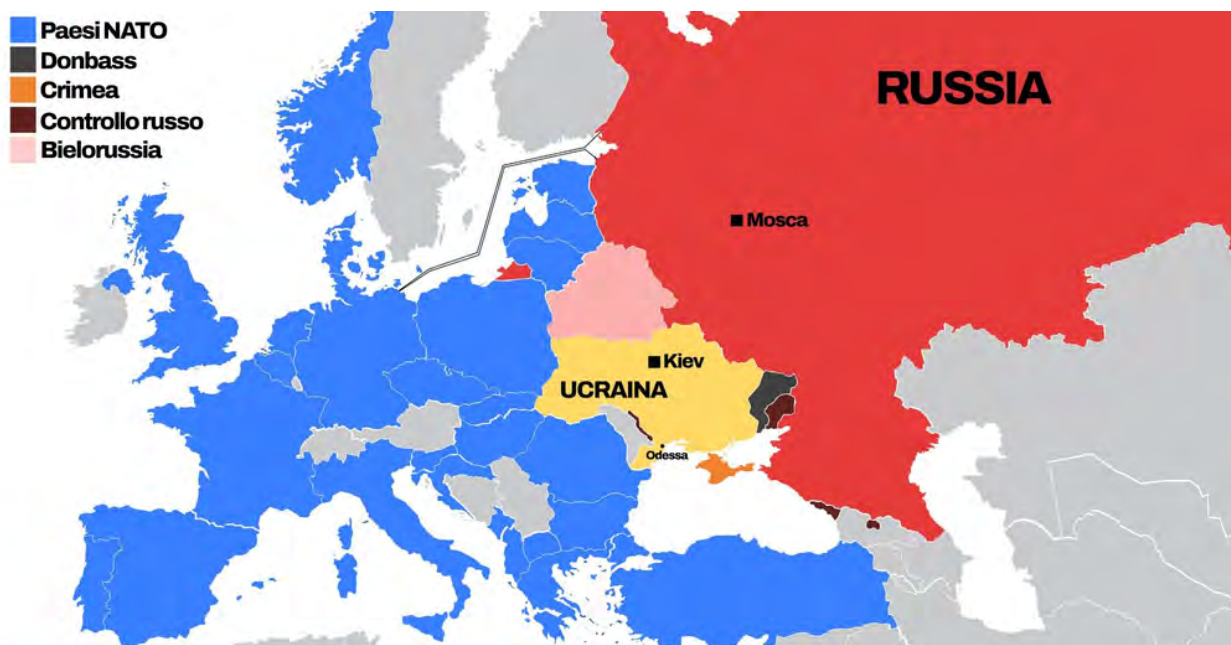 Paesi NATO
Donbass
Crimea
Controllo russo
Bielorussia
RUSSIA
Mosca
Kiev
UCRAINA
Odessa